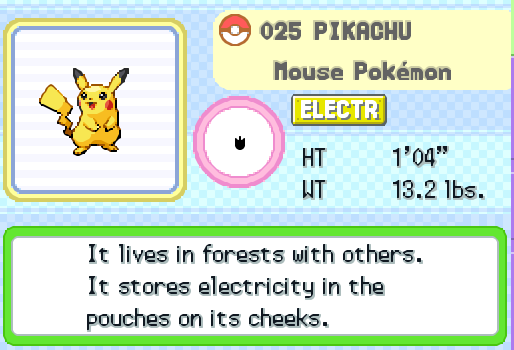 025 PIKACHU
Mouse Pokémon
ELECTR
HT 1'04"
WT 13.2 lbs.
It lives in forests with others.
It stores electricity in the
pouches on its cheeks.